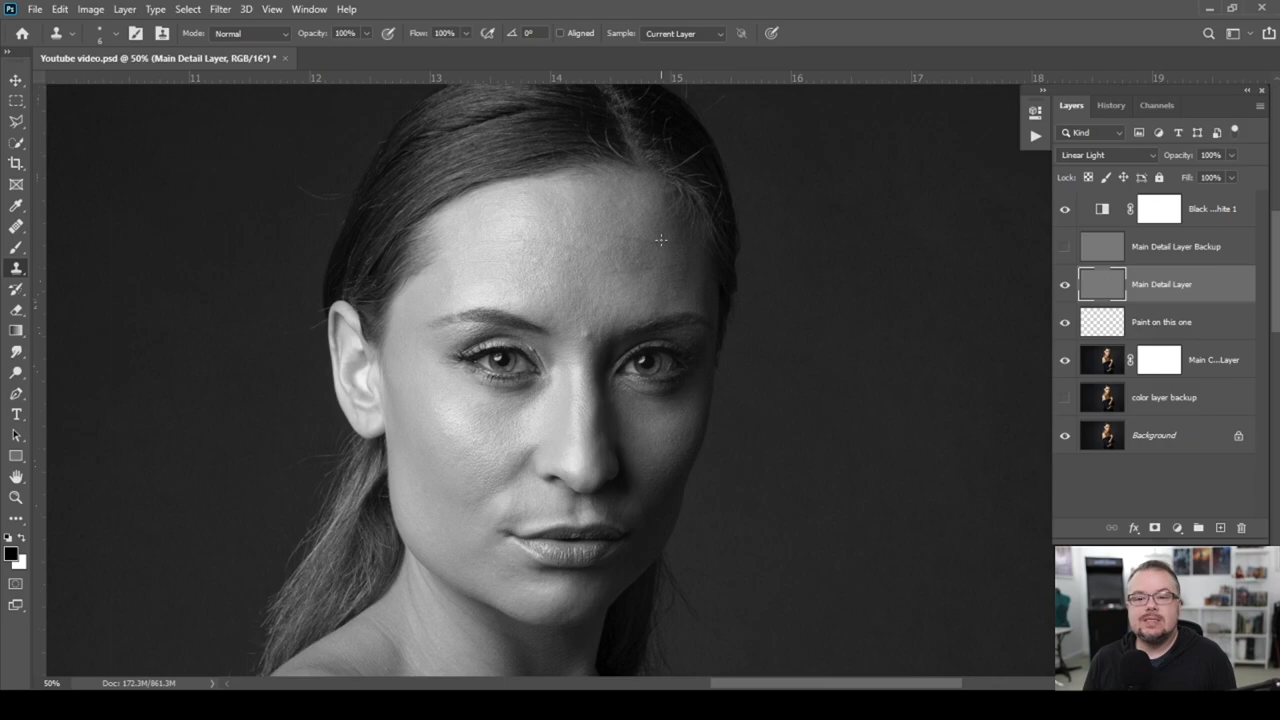 Ps File Edit Image Layer Type Select Filter 3D View Window Help
6 Mode: Normal Opacity: 100% Flow: 100% 0° Aligned Sample: Current Layer
Youtube video.psd @ 50% (Main Detail Layer, RGB/16*) * ×
11 12 13 14 15 16 17 18 19
Layers History Channels
Kind
Linear Light Opacity: 100%
Lock: Fill: 100%
Black ...hite 1
Main Detail Layer Backup
Main Detail Layer
Paint on this one
Main C...Layer
color layer backup
Background
fx
50% Doc: 172.3M/861.3M